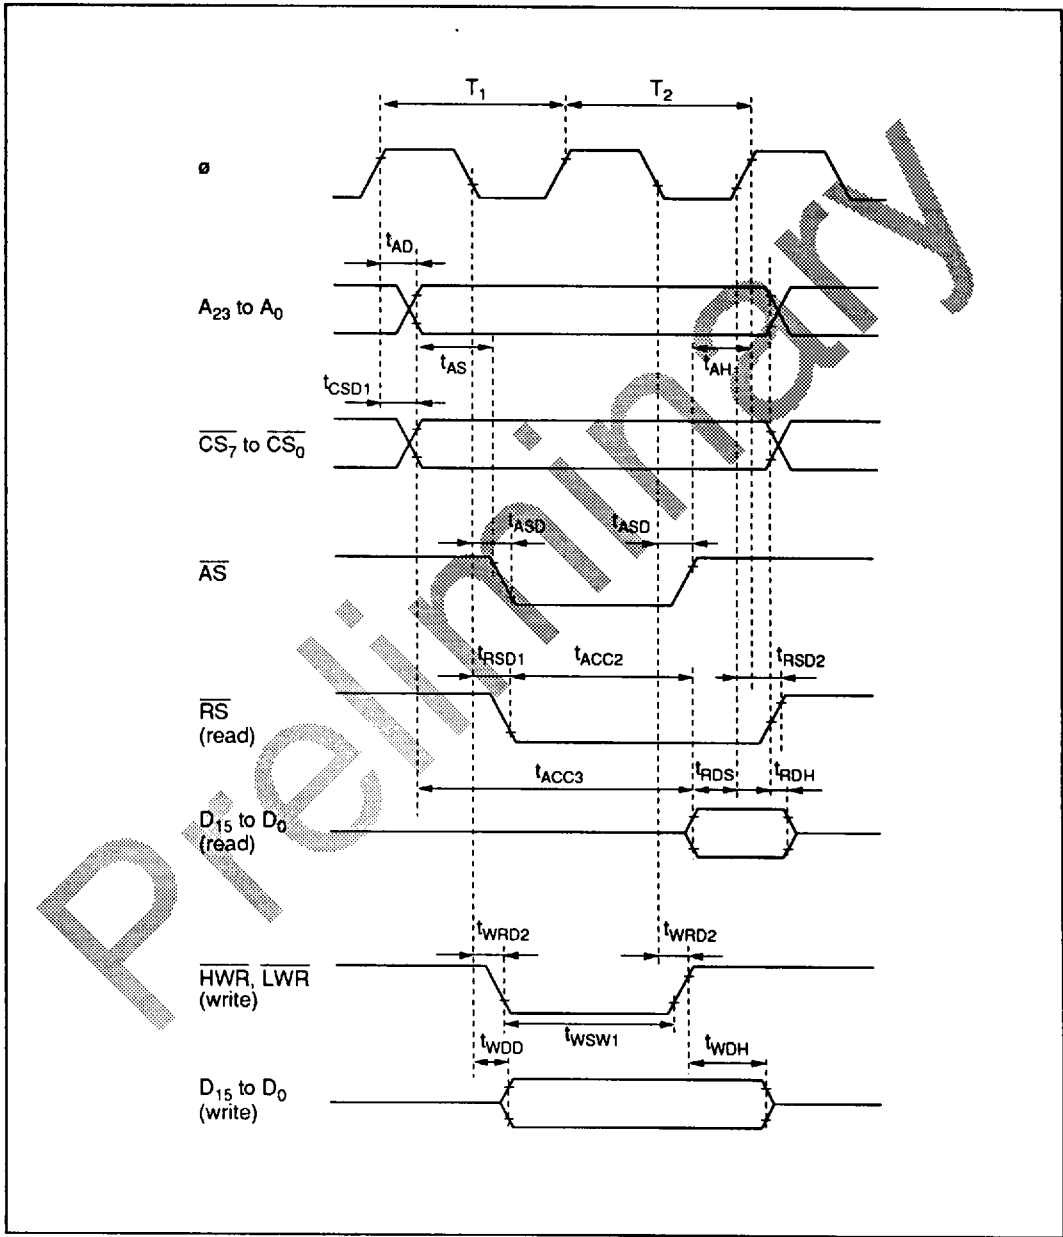 T1 T2
ø
tAD
A23 to A0
tAS tAH
tCSD1
CS7 to CS0
tASD tASD
AS
tRSD1 tACC2 tRSD2
RS
(read)
tACC3 tRDS tRDH
D15 to D0
(read)
tWRD2 tWRD2
HWR, LWR
(write)
tWSW1
tWDD tWDH
D15 to D0
(write)
Preliminary